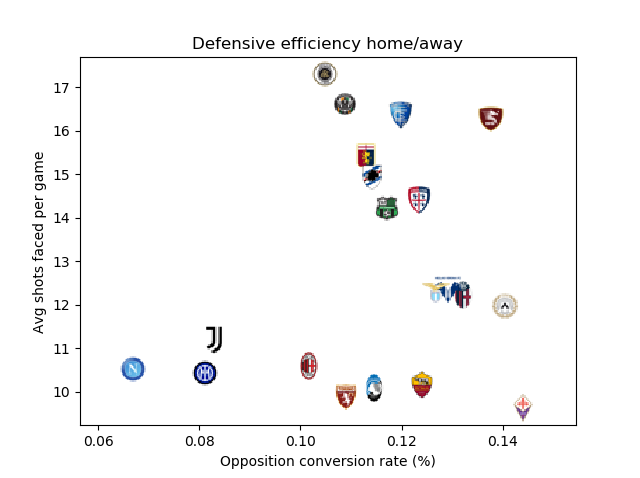 Defensive efficiency home/away
Avg shots faced per game
17
16
15
14
13
12
11
10
0.06 0.08 0.10 0.12 0.14
Opposition conversion rate (%)